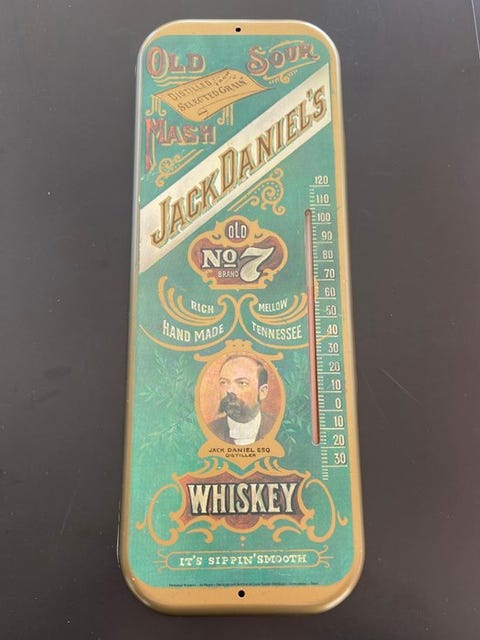 OLD SOUR
DISTILLED from
SELECTED GRAIN
MASH
JACK DANIEL'S
OLD
No 7
BRAND
RICH MELLOW
HAND MADE TENNESSEE
120
110
100
90
80
70
60
50
40
30
20
10
0
10
20
30
JACK DANIEL ESQ
DISTILLER
WHISKEY
IT'S SIPPIN' SMOOTH